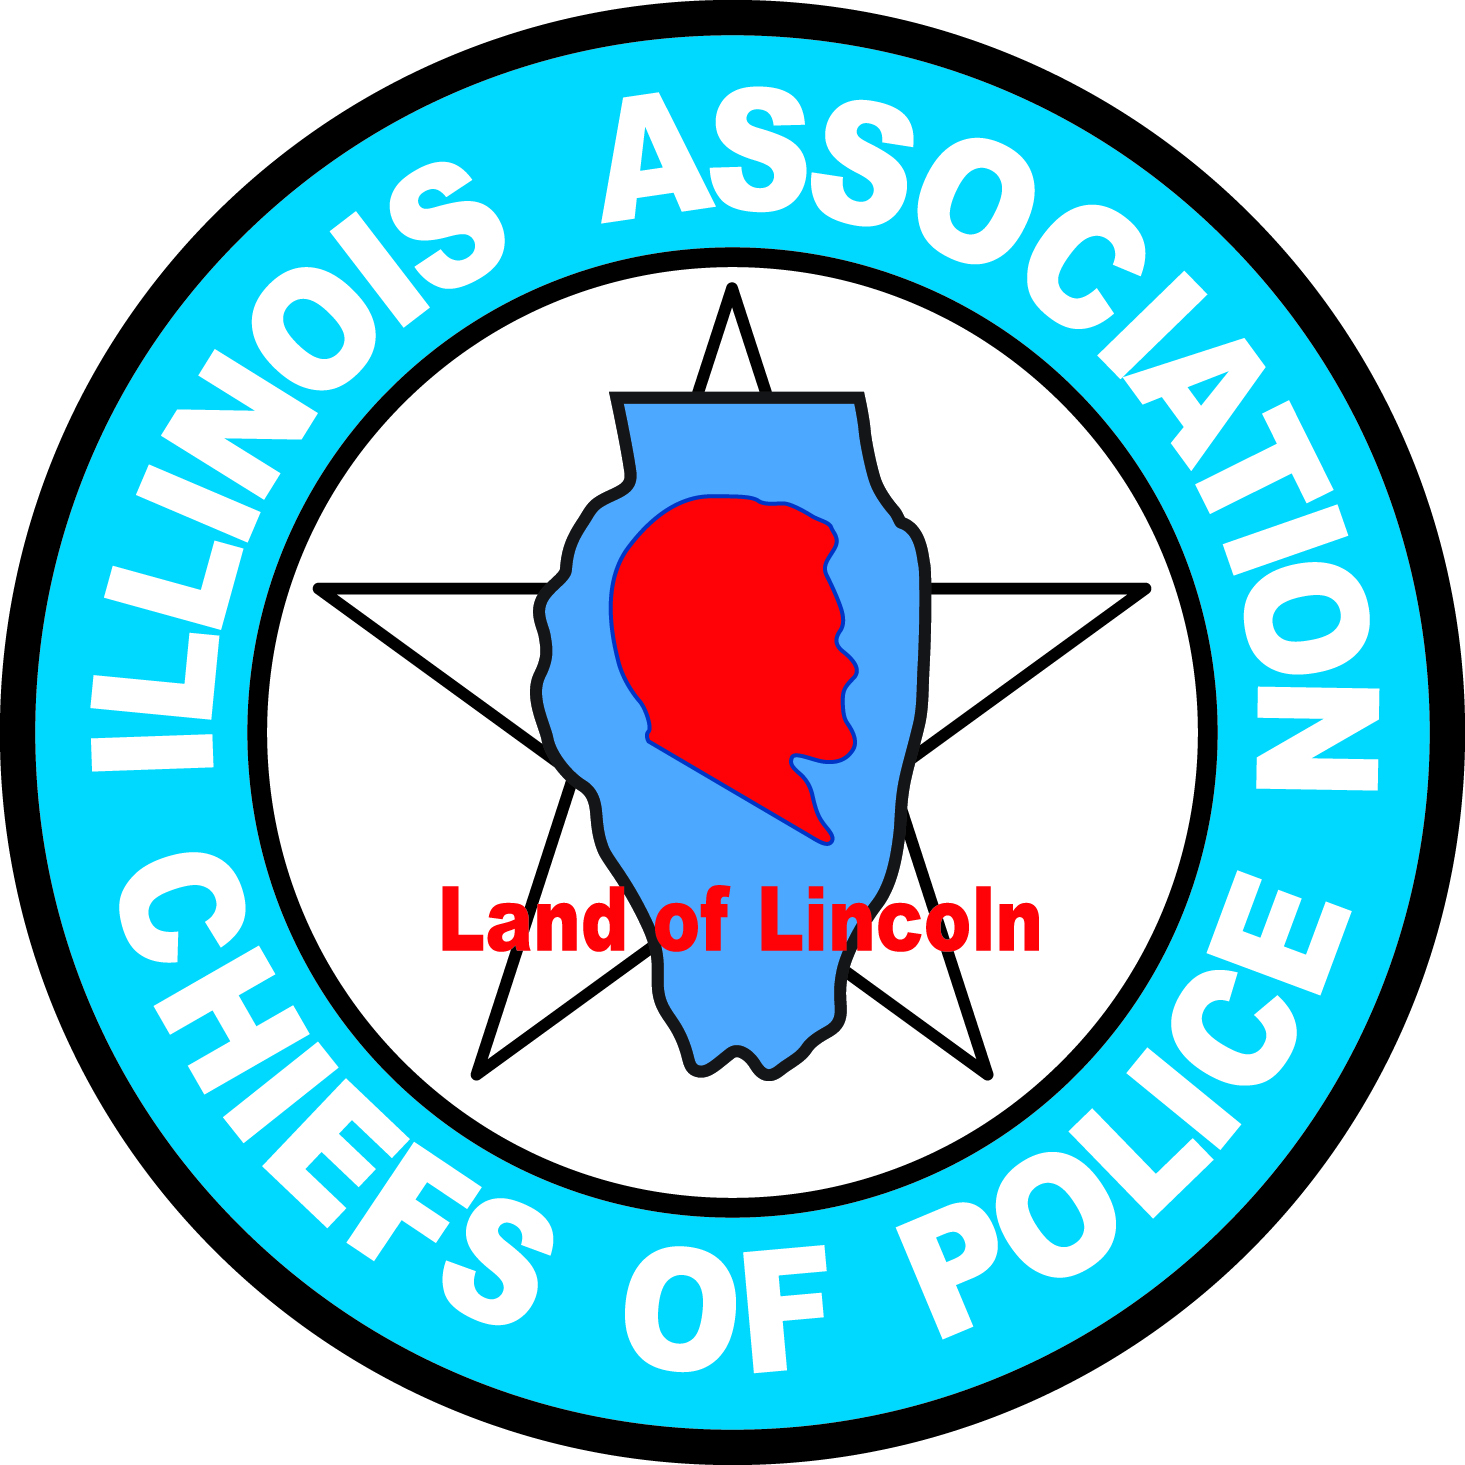 ILLINOIS ASSOCIATION
CHIEFS OF POLICE
Land of Lincoln